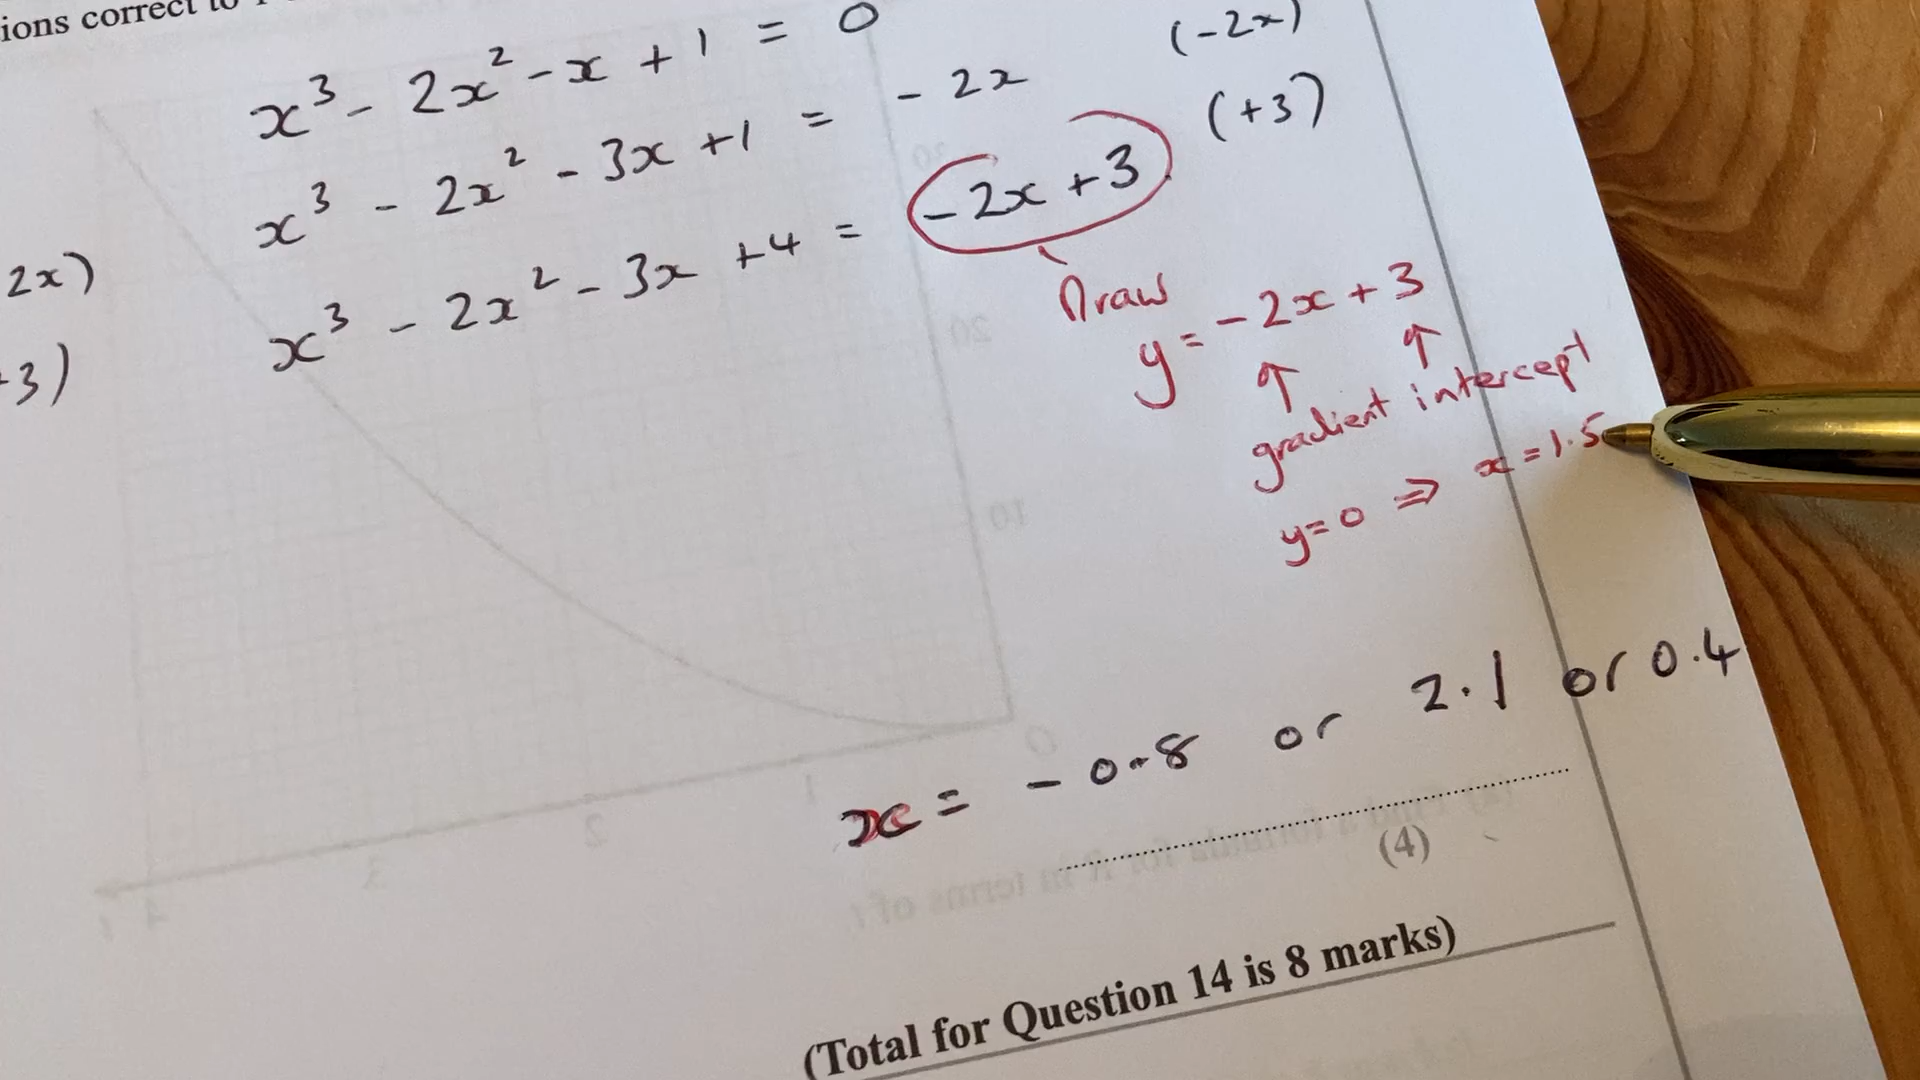 ions correct to
x³ - 2x² - x + 1 = 0 (-2x)
x³ - 2x² - 3x + 1 = - 2x (+3)
2x) x³ - 2x² - 3x + 4 = - 2x + 3
+3)
Draw
y = - 2x + 3
↑ ↑
gradient intercept
y=0 ⇒ x = 1.5
x = - 0.8 or 2.1 or 0.4
(4)
(Total for Question 14 is 8 marks)